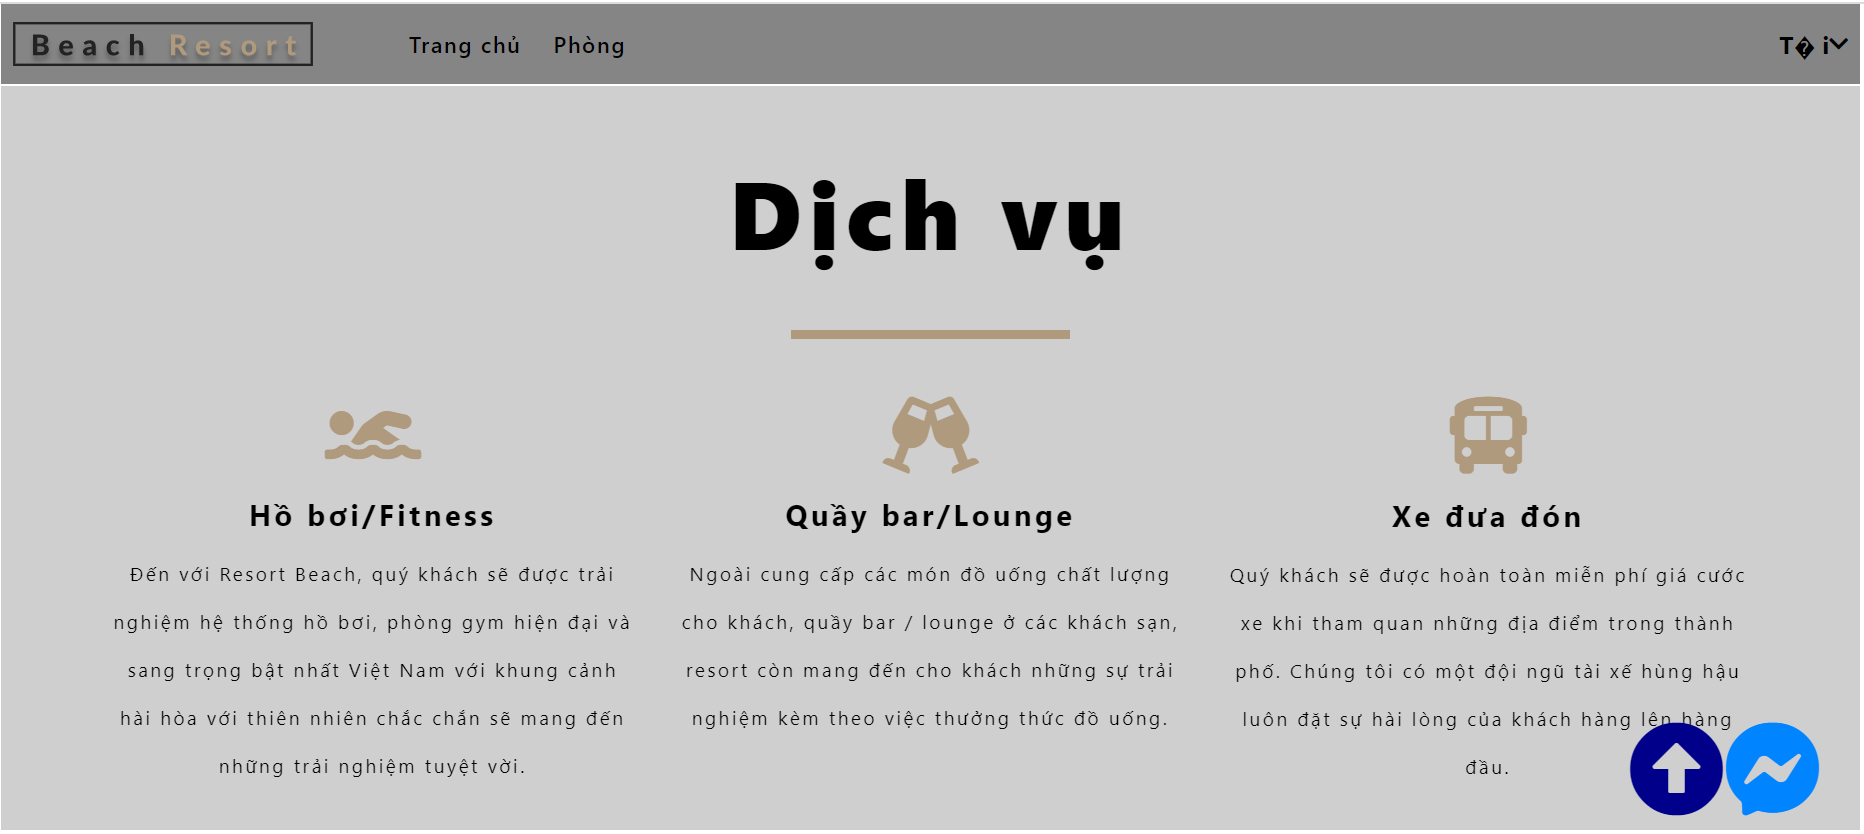 Beach Resort
Trang chủ
Phòng
T� i
Dịch vụ
Hồ bơi/Fitness
Đến với Resort Beach, quý khách sẽ được trải
nghiệm hệ thống hồ bơi, phòng gym hiện đại và
sang trọng bật nhất Việt Nam với khung cảnh
hài hòa với thiên nhiên chắc chắn sẽ mang đến
những trải nghiệm tuyệt vời.
Quầy bar/Lounge
Ngoài cung cấp các món đồ uống chất lượng
cho khách, quầy bar / lounge ở các khách sạn,
resort còn mang đến cho khách những sự trải
nghiệm kèm theo việc thưởng thức đồ uống.
Xe đưa đón
Quý khách sẽ được hoàn toàn miễn phí giá cước
xe khi tham quan những địa điểm trong thành
phố. Chúng tôi có một đội ngũ tài xế hùng hậu
luôn đặt sự hài lòng của khách hàng lên hàng
đầu.